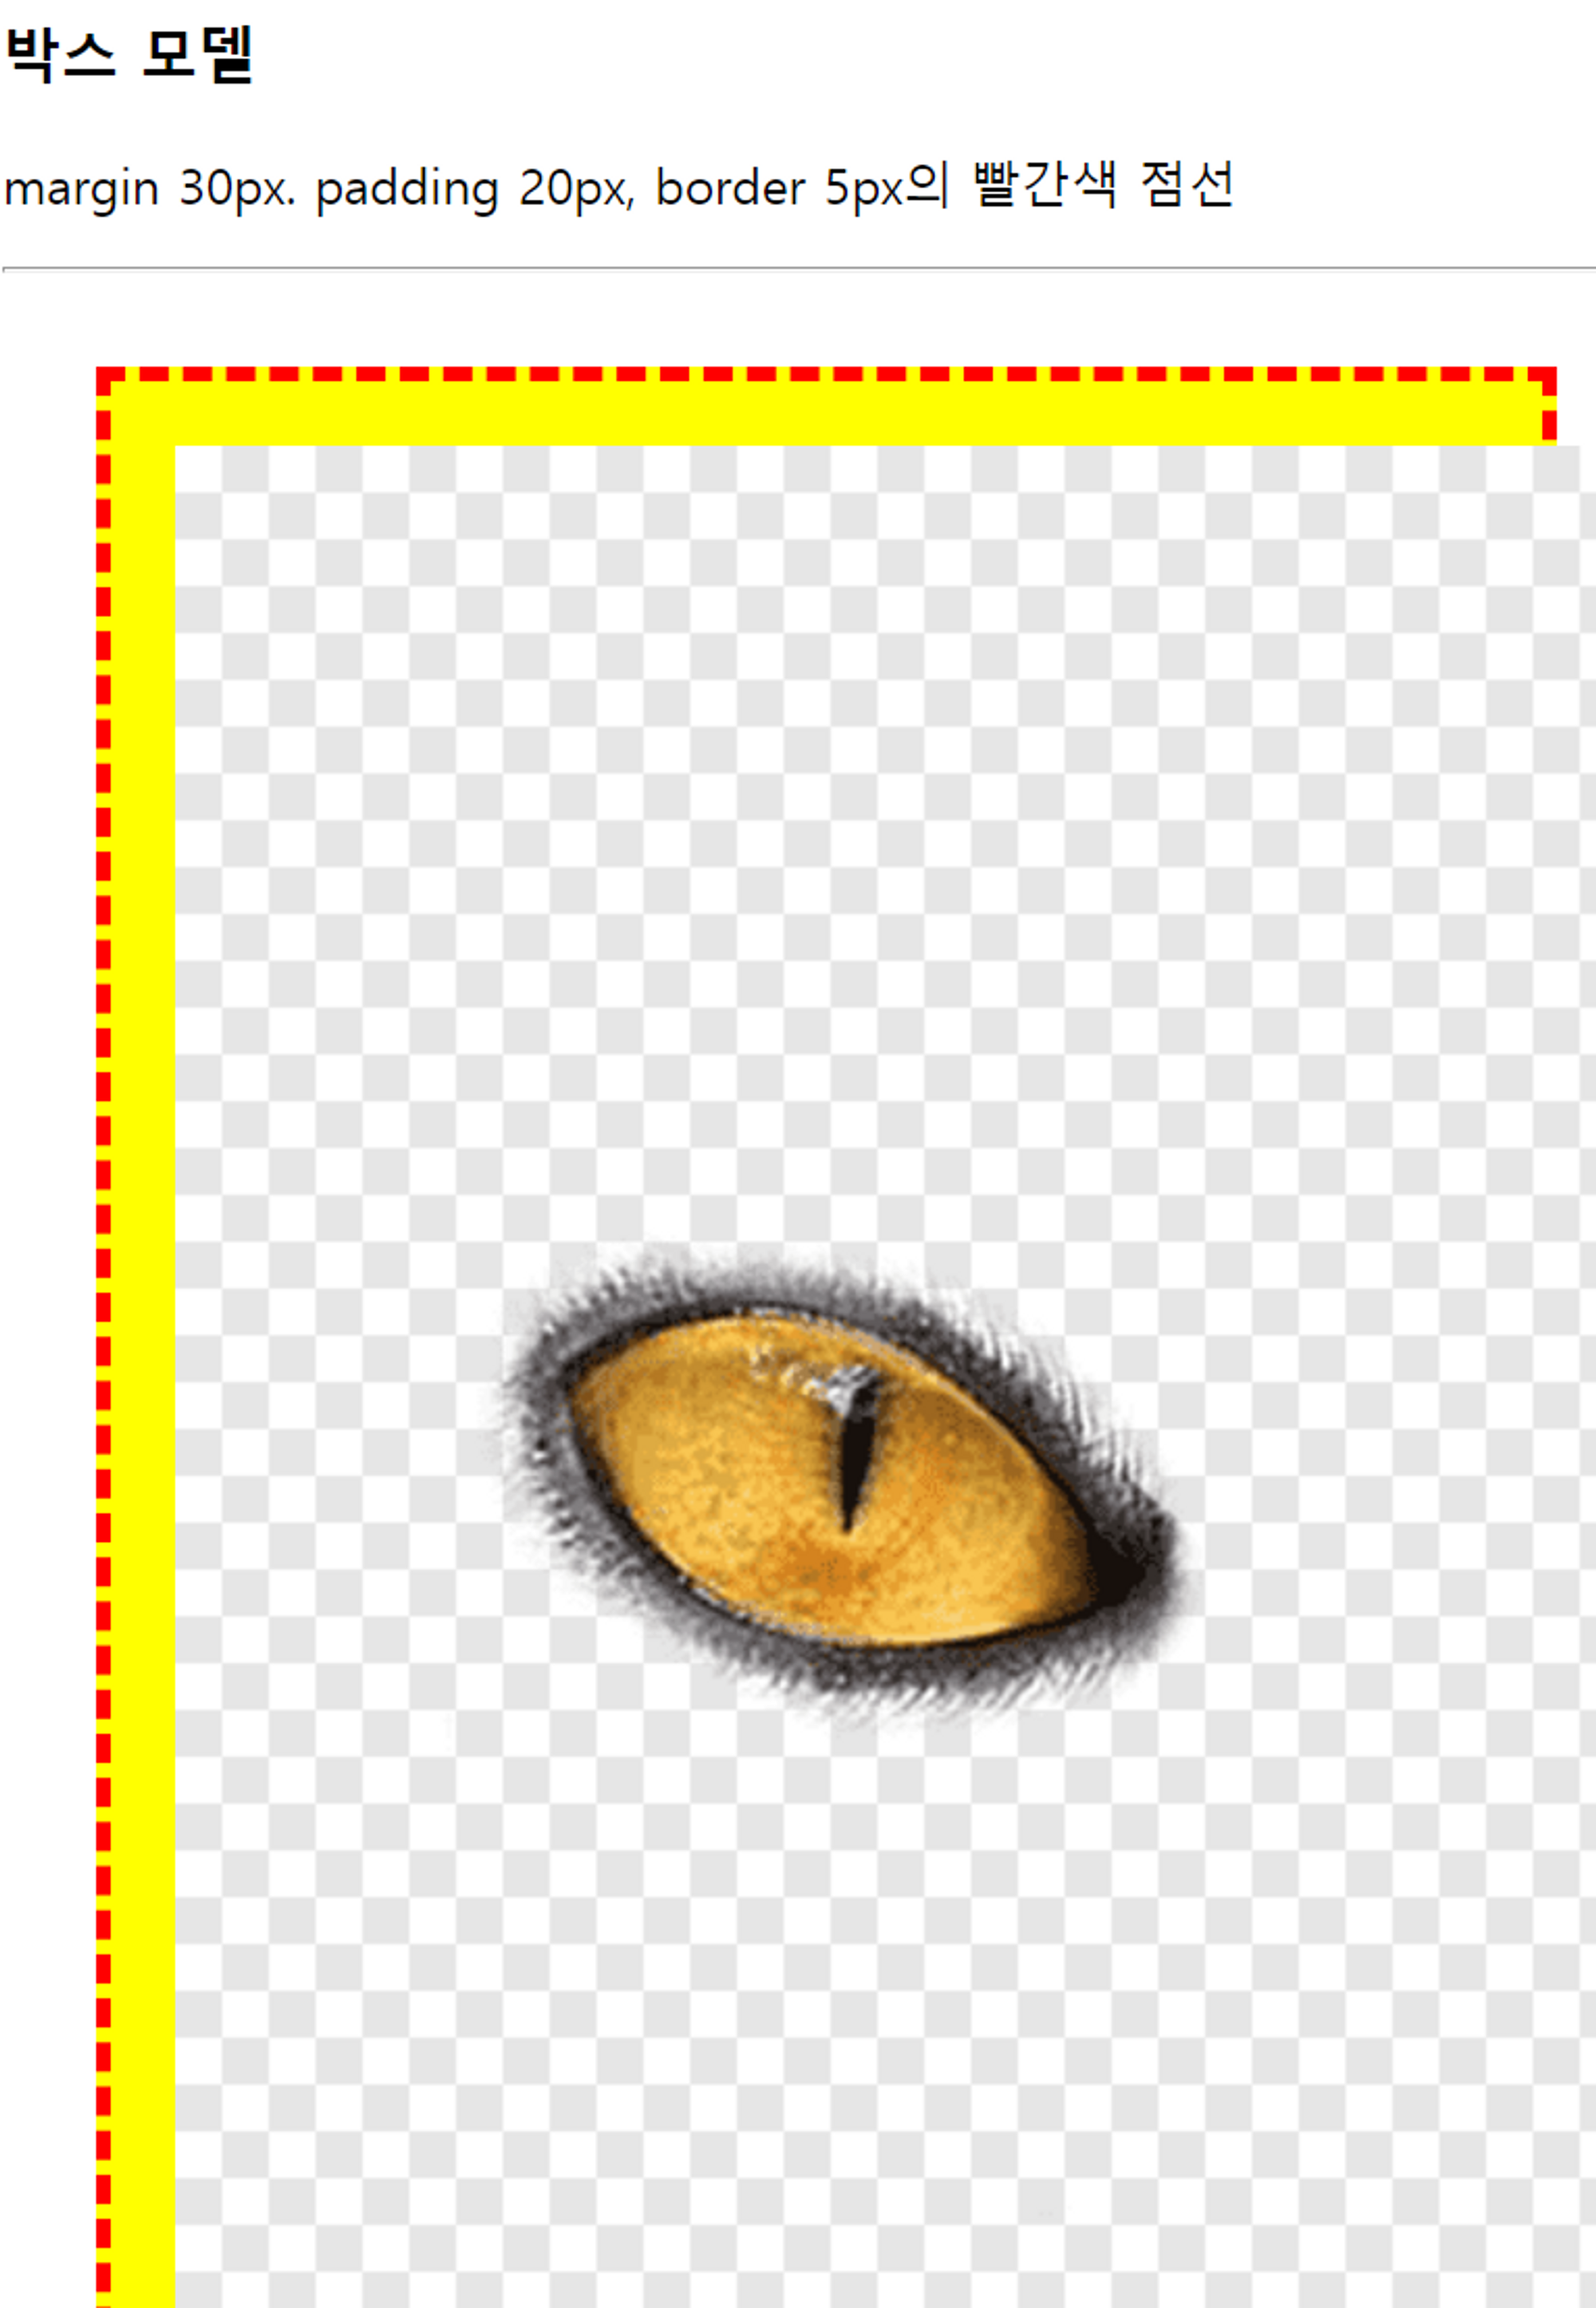 박스 모델
margin 30px. padding 20px, border 5px의 빨간색 점선